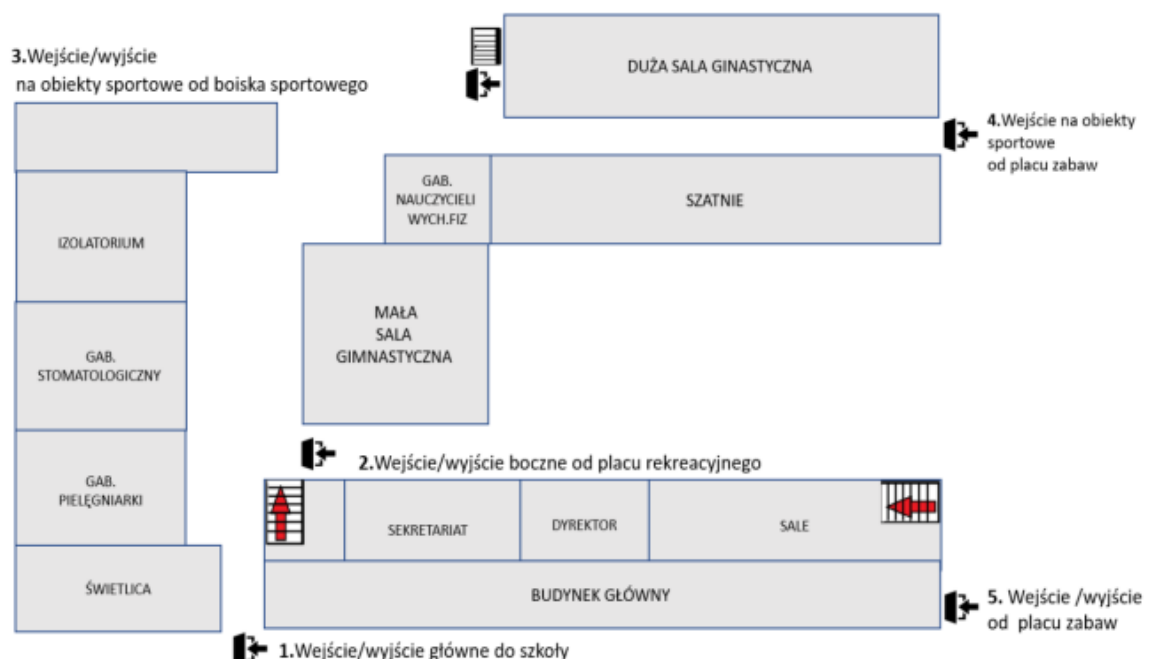 3.Wejście/wyjście
na obiekty sportowe od boiska sportowego
DUŻA SALA GINASTYCZNA
4.Wejście na obiekty
sportowe
od placu zabaw
GAB.
NAUCZYCIELI
WYCH.FIZ
SZATNIE
IZOLATORIUM
MAŁA
SALA
GIMNASTYCZNA
GAB.
STOMATOLOGICZNY
2.Wejście/wyjście boczne od placu rekreacyjnego
GAB.
PIELĘGNIARKI
SEKRETARIAT
DYREKTOR
SALE
ŚWIETLICA
BUDYNEK GŁÓWNY
5. Wejście /wyjście
od placu zabaw
1.Wejście/wyjście główne do szkoły